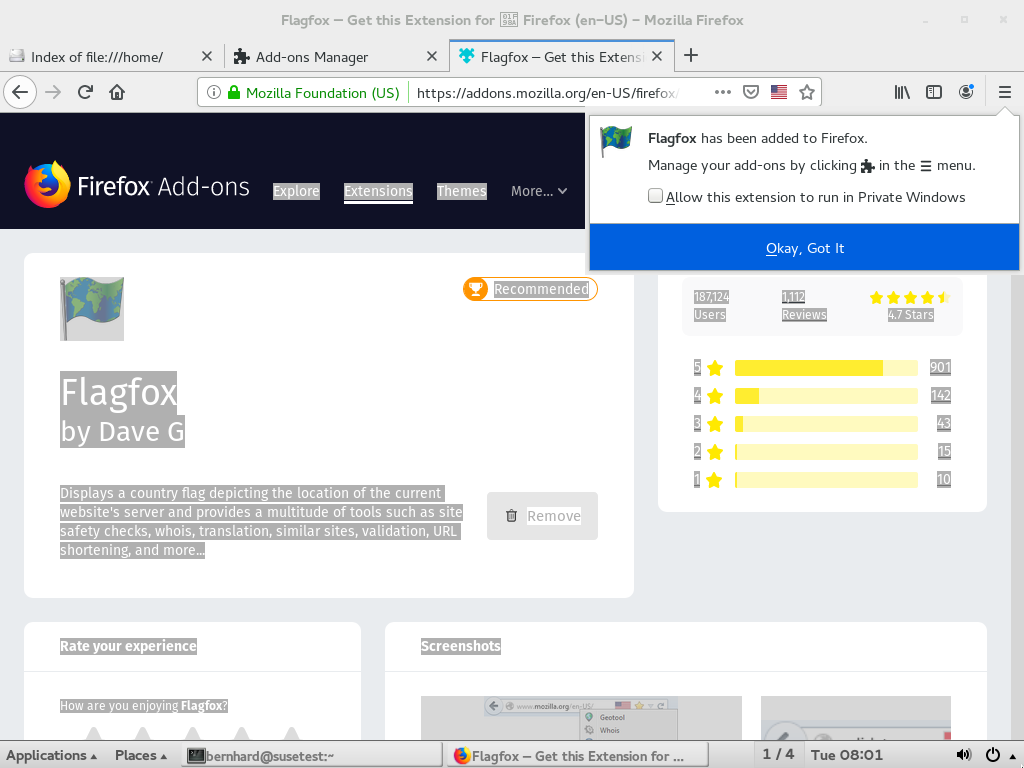 Flagfox — Get this Extension for 01F 98A Firefox (en-US) - Mozilla Firefox
Index of file:///home/
Add-ons Manager
Flagfox — Get this Extens
Mozilla Foundation (US)
https://addons.mozilla.org/en-US/firefox/
Flagfox has been added to Firefox.
Manage your add-ons by clicking in the menu.
Allow this extension to run in Private Windows
Okay, Got It
Firefox Add-ons
Explore
Extensions
Themes
More...
Recommended
Flagfox
by Dave G
Displays a country flag depicting the location of the current
website's server and provides a multitude of tools such as site
safety checks, whois, translation, similar sites, validation, URL
shortening, and more...
Remove
187,124
Users
1,112
Reviews
4.7 Stars
5 901
4 142
3 43
2 15
1 10
Rate your experience
How are you enjoying Flagfox?
Screenshots
www.mozilla.org/en-US/
Geotool
Whois
Applications
Places
bernhard@susetest:~
Flagfox — Get this Extension for ...
1 / 4
Tue 08:01